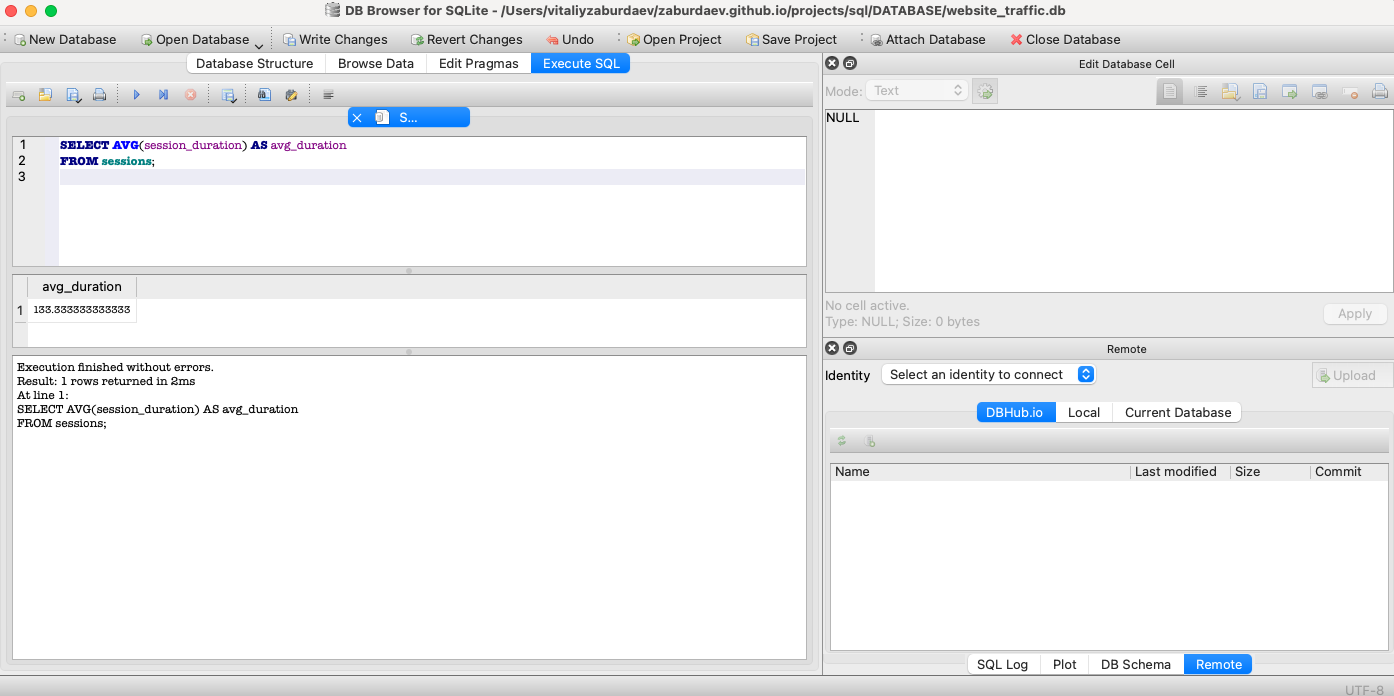 DB Browser for SQLite - /Users/vitaliyzaburdaev/zaburdaev.github.io/projects/sql/DATABASE/website_traffic.db
New Database Open Database Write Changes Revert Changes Undo Open Project Save Project Attach Database Close Database
Database Structure Browse Data Edit Pragmas Execute SQL
S...
1 SELECT AVG(session_duration) AS avg_duration
2 FROM sessions;
3
avg_duration
1 133.333333333333
Execution finished without errors.
Result: 1 rows returned in 2ms
At line 1:
SELECT AVG(session_duration) AS avg_duration
FROM sessions;
Edit Database Cell
Mode: Text
NULL
No cell active.
Type: NULL; Size: 0 bytes
Apply
Remote
Identity Select an identity to connect Upload
DBHub.io Local Current Database
Name Last modified Size Commit
SQL Log Plot DB Schema Remote
UTF-8